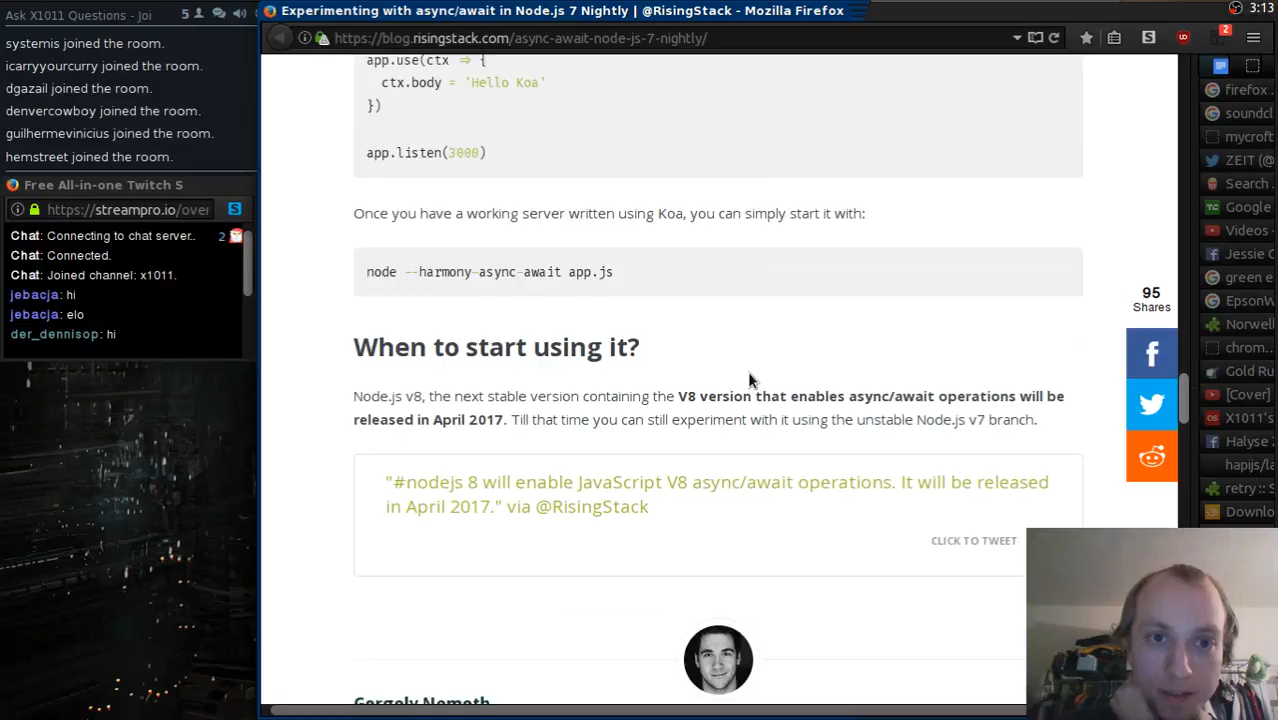 Ask X1011 Questions - Joi
5
systemis joined the room.
icarryyourcurry joined the room.
dgazail joined the room.
denvercowboy joined the room.
guilhermevinicius joined the room.
hemstreet joined the room.
Free All-in-one Twitch S
https://streampro.io/over
Chat: Connecting to chat server..
2
Chat: Connected.
Chat: Joined channel: x1011.
jebacja: hi
jebacja: elo
der_dennisop: hi
Experimenting with async/await in Node.js 7 Nightly | @RisingStack - Mozilla Firefox
3:13
https://blog.risingstack.com/async-await-node-js-7-nightly/
S
2
app.use(ctx => {
ctx.body = 'Hello Koa'
})
app.listen(3000)
Once you have a working server written using Koa, you can simply start it with:
node --harmony-async-await app.js
When to start using it?
Node.js v8, the next stable version containing the V8 version that enables async/await operations will be
released in April 2017. Till that time you can still experiment with it using the unstable Node.js v7 branch.
"#nodejs 8 will enable JavaScript V8 async/await operations. It will be released
in April 2017." via @RisingStack
CLICK TO TWEET
Gergely Nemeth
95
Shares
firefox
soundcl
mycroft
ZEIT (@
Search
Google
Videos -
Jessie C
green e
EpsonW
Norwell
chrom...
Gold Ru
[Cover]
X1011's
Halyse 2
hapijs/la
retry :: S
Downlo